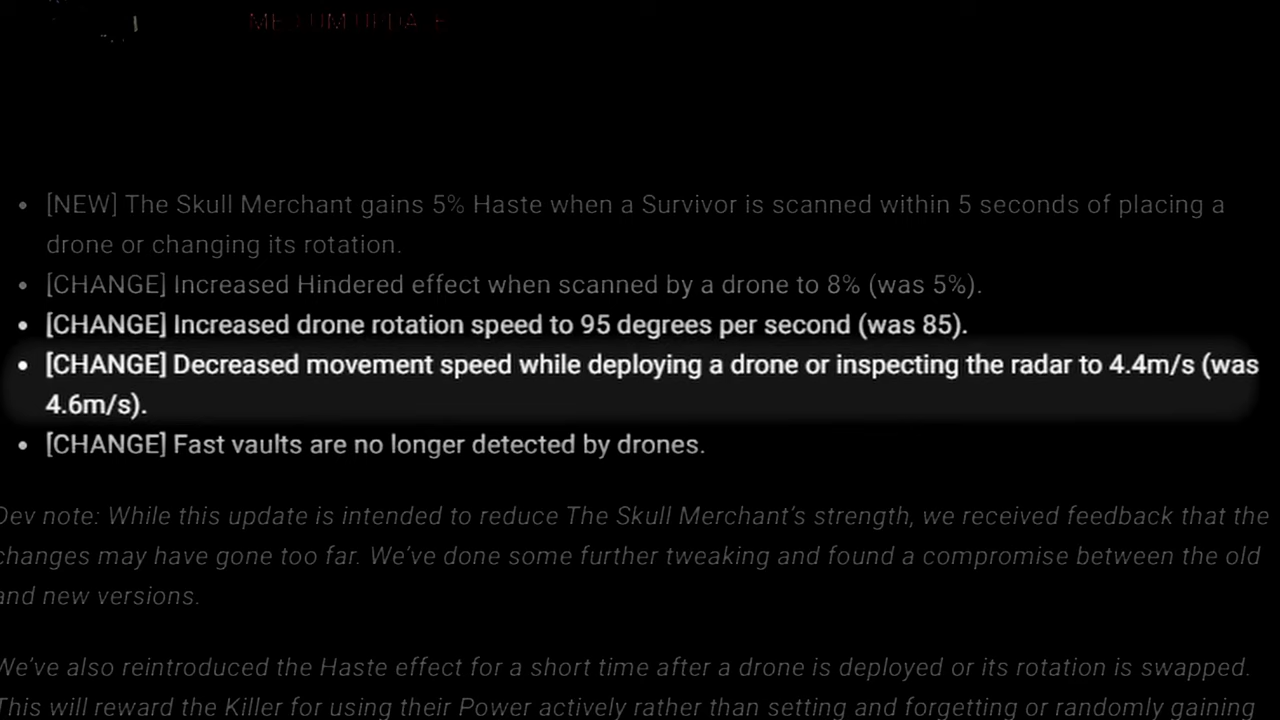 [NEW] The Skull Merchant gains 5% Haste when a Survivor is scanned within 5 seconds of placing a
drone or changing its rotation.
[CHANGE] Increased Hindered effect when scanned by a drone to 8% (was 5%).
[CHANGE] Increased drone rotation speed to 95 degrees per second (was 85).
[CHANGE] Decreased movement speed while deploying a drone or inspecting the radar to 4.4m/s (was
4.6m/s).
[CHANGE] Fast vaults are no longer detected by drones.
Dev note: While this update is intended to reduce The Skull Merchant's strength, we received feedback that the
changes may have gone too far. We've done some further tweaking and found a compromise between the old
and new versions.
We've also reintroduced the Haste effect for a short time after a drone is deployed or its rotation is swapped.
This will reward the Killer for using their Power actively rather than setting and forgetting or randomly gaining